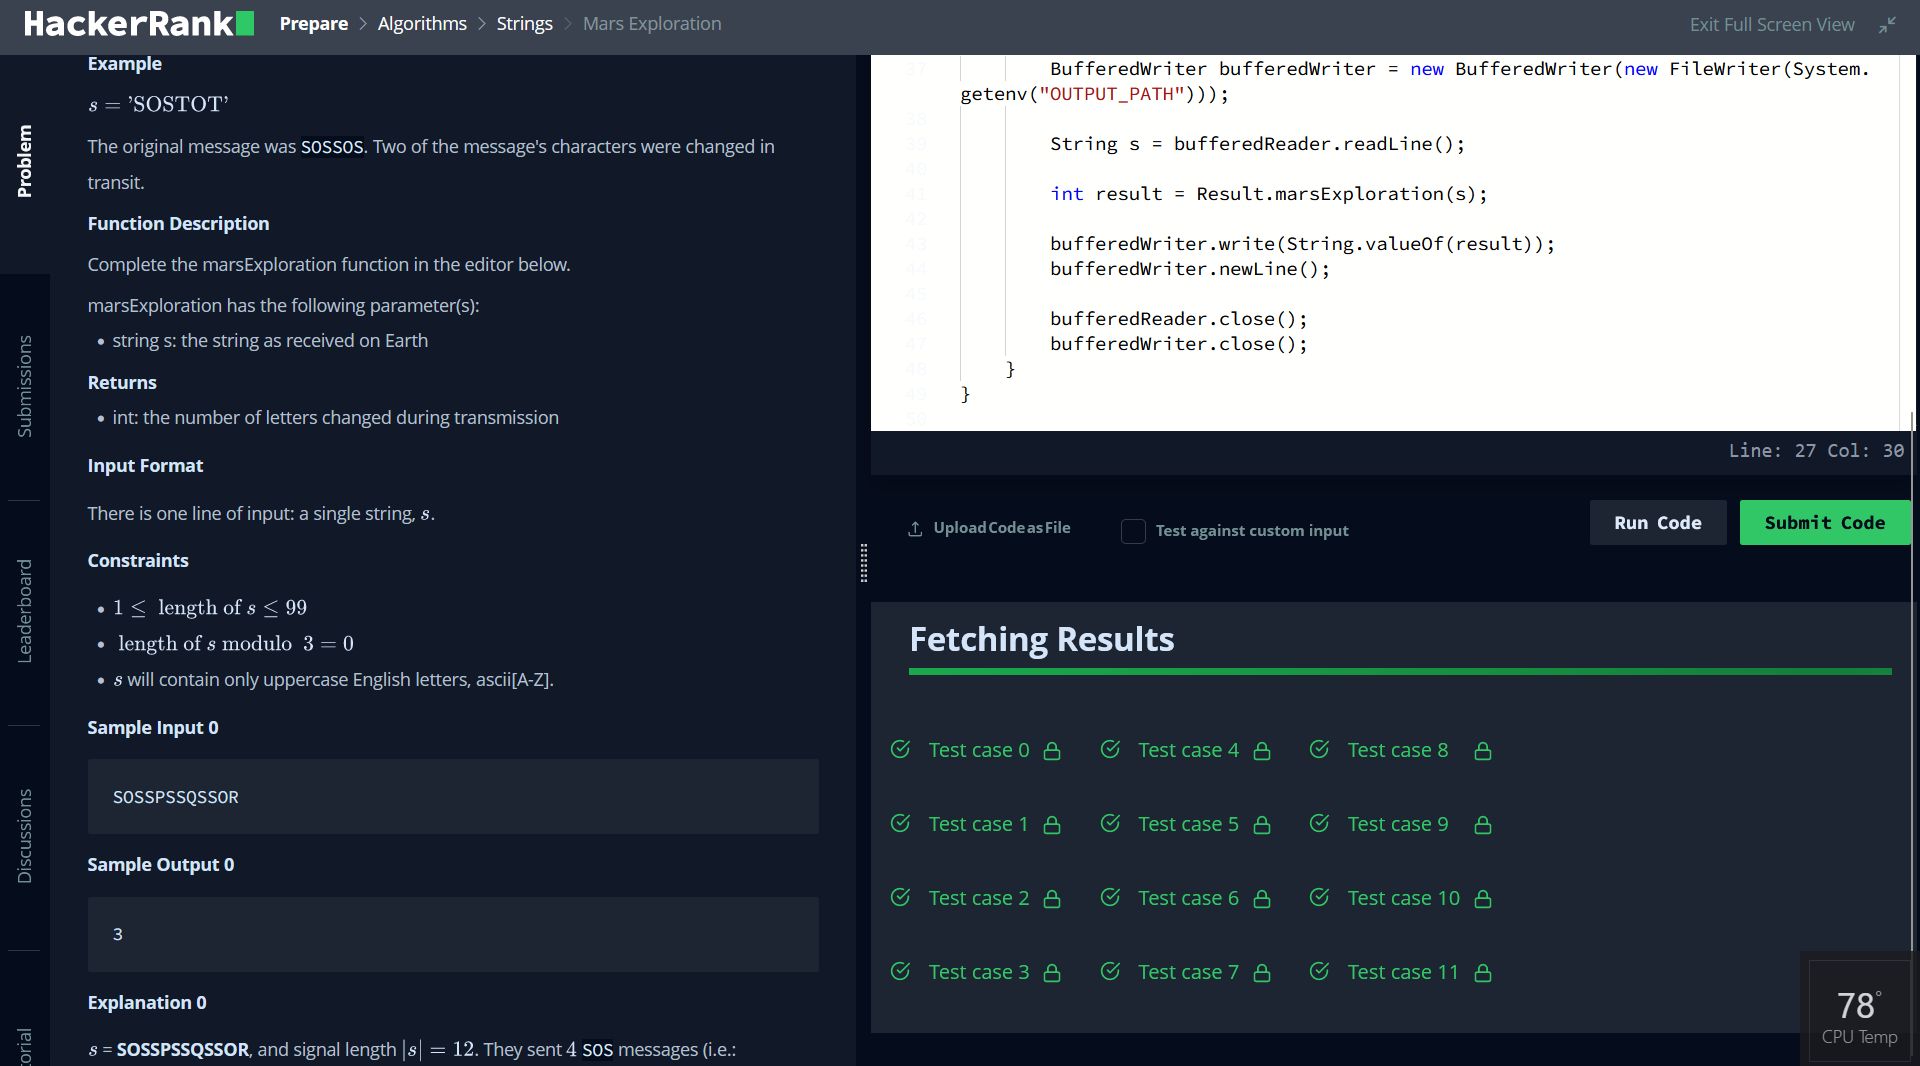 HackerRank
Prepare > Algorithms > Strings > Mars Exploration
Exit Full Screen View
Problem
Submissions
Leaderboard
Discussions
orial
Example
s = 'SOSTOT'
The original message was SOSSOS. Two of the message's characters were changed in
transit.
Function Description
Complete the marsExploration function in the editor below.
marsExploration has the following parameter(s):
• string s: the string as received on Earth
Returns
• int: the number of letters changed during transmission
Input Format
There is one line of input: a single string, s.
Constraints
• 1 ≤ length of s ≤ 99
• length of s modulo 3 = 0
• s will contain only uppercase English letters, ascii[A-Z].
Sample Input 0
SOSSPSSQSSOR
Sample Output 0
3
Explanation 0
s = SOSSPSSQSSOR, and signal length |s| = 12. They sent 4 SOS messages (i.e.:
37 BufferedWriter bufferedWriter = new BufferedWriter(new FileWriter(System.
getenv("OUTPUT_PATH")));
38
39 String s = bufferedReader.readLine();
40
41 int result = Result.marsExploration(s);
42
43 bufferedWriter.write(String.valueOf(result));
44 bufferedWriter.newLine();
45
46 bufferedReader.close();
47 bufferedWriter.close();
48 }
49 }
50
Line: 27 Col: 30
Upload Code as File
Test against custom input
Run Code
Submit Code
Fetching Results
Test case 0 Test case 4 Test case 8
Test case 1 Test case 5 Test case 9
Test case 2 Test case 6 Test case 10
Test case 3 Test case 7 Test case 11
78°
CPU Temp